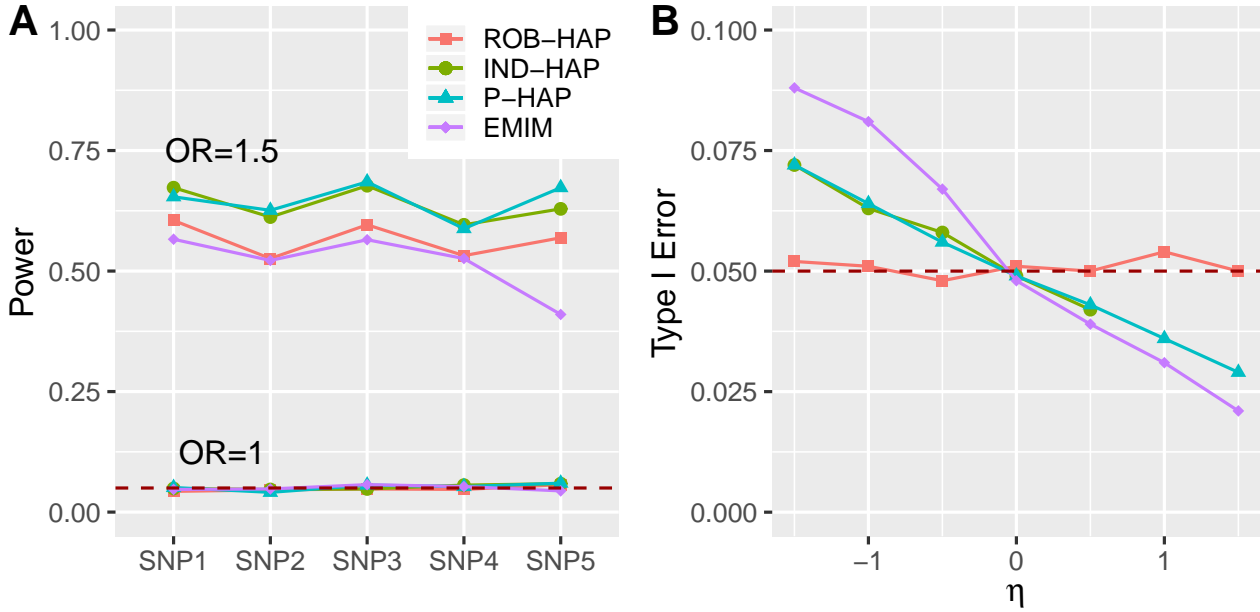 A
Power
1.00
0.75
0.50
0.25
0.00
ROB−HAP
IND−HAP
P−HAP
EMIM
OR=1.5
OR=1
SNP1 SNP2 SNP3 SNP4 SNP5
B
Type I Error
0.100
0.075
0.050
0.025
0.000
−1 0 1
η